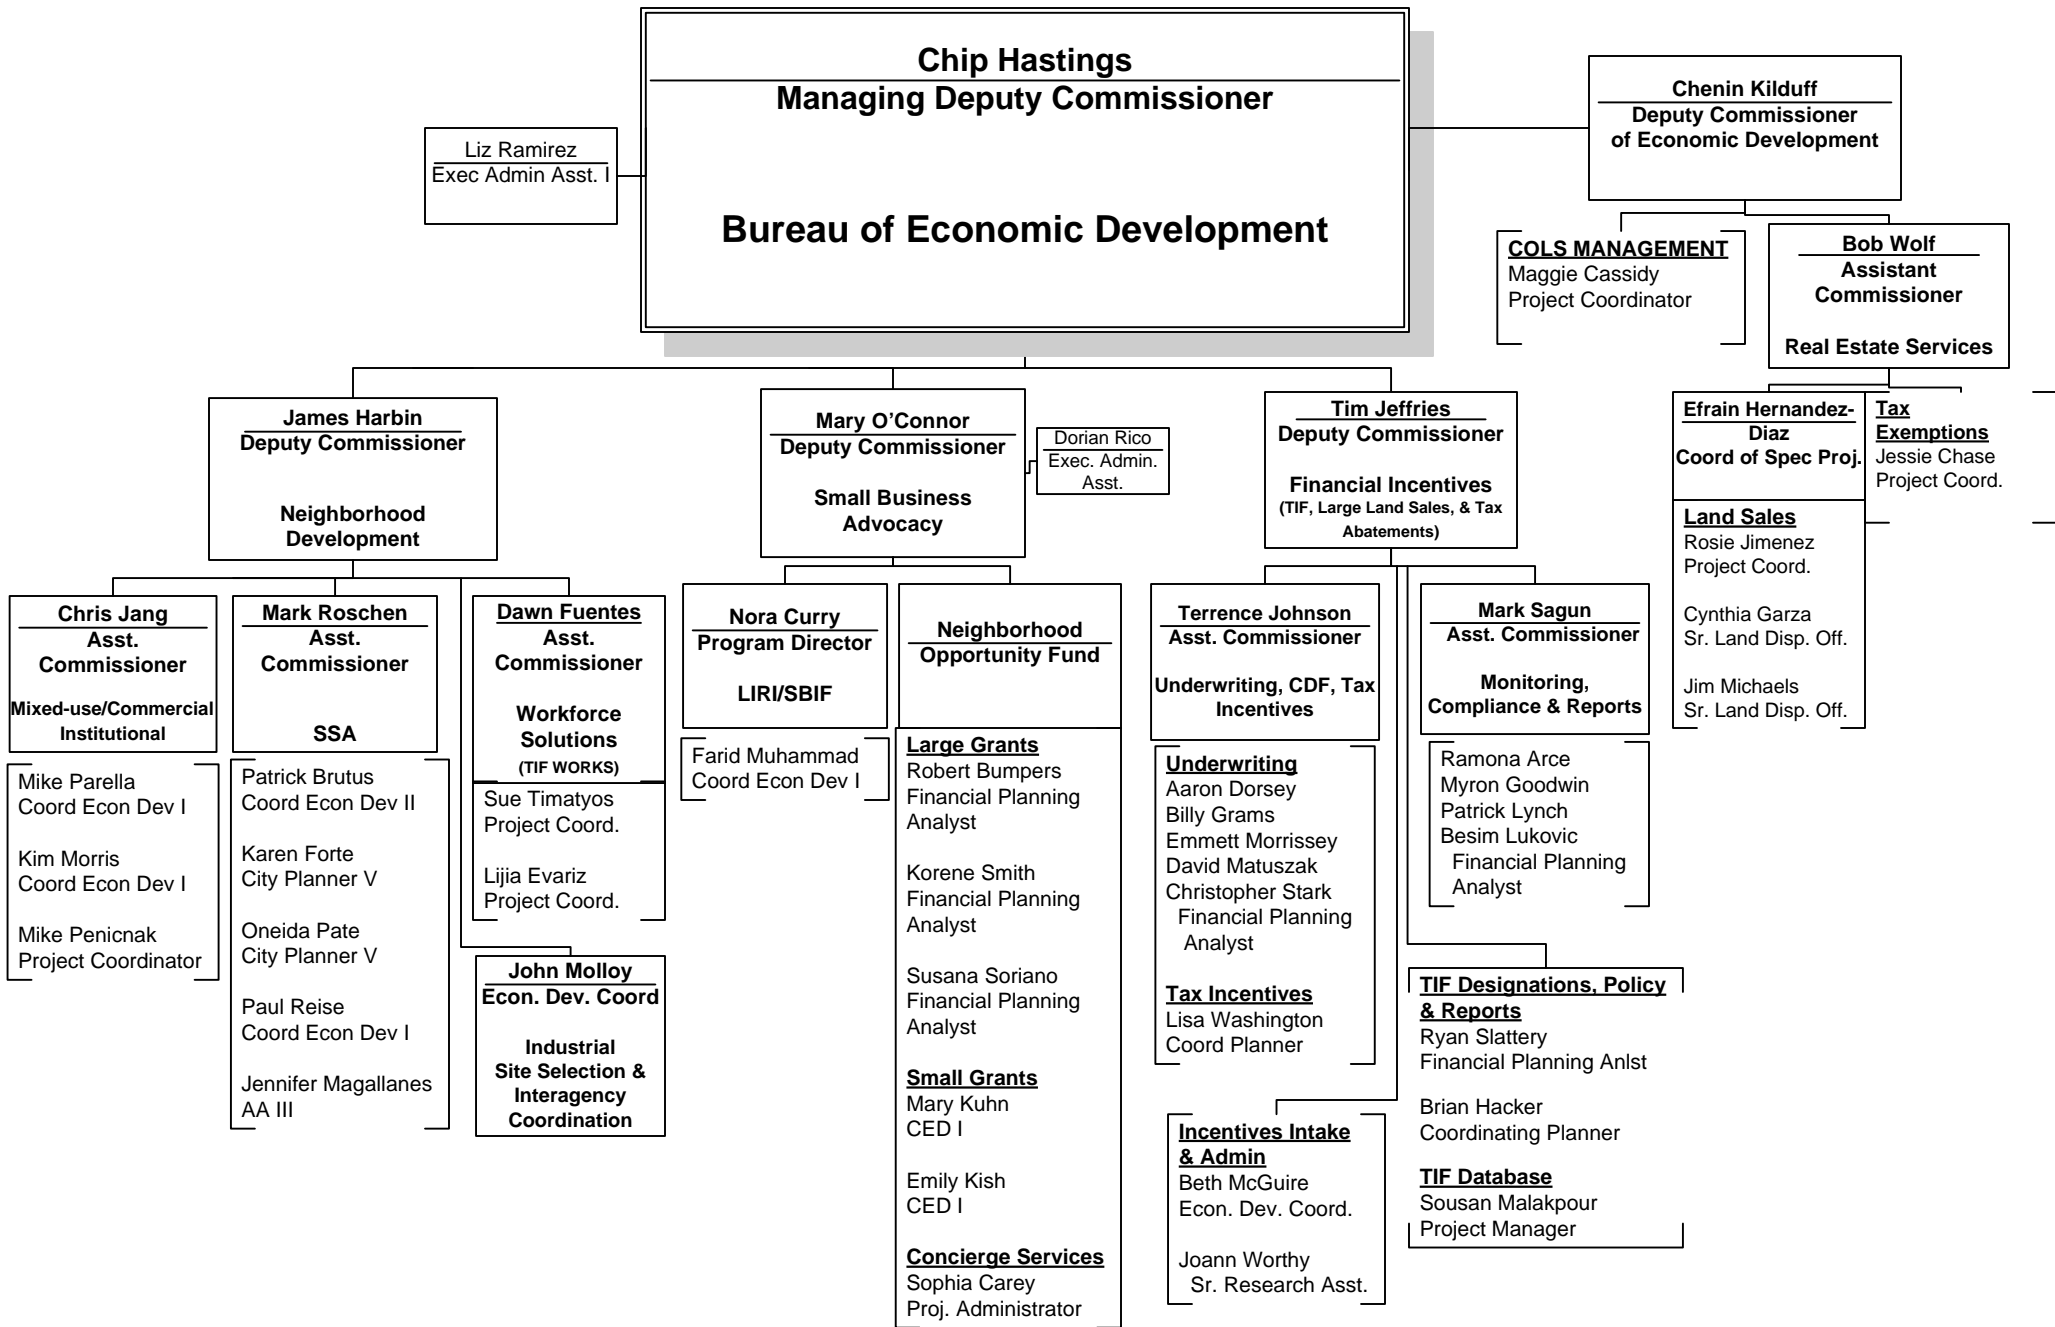 Chip Hastings
Managing Deputy Commissioner
Bureau of Economic Development
Liz Ramirez
Exec Admin Asst. I
Chenin Kilduff
Deputy Commissioner
of Economic Development
COLS MANAGEMENT
Maggie Cassidy
Project Coordinator
Bob Wolf
Assistant
Commissioner
Real Estate Services
Efrain Hernandez-
Diaz
Coord of Spec Proj.
Land Sales
Rosie Jimenez
Project Coord.
Cynthia Garza
Sr. Land Disp. Off.
Jim Michaels
Sr. Land Disp. Off.
Tax
Exemptions
Jessie Chase
Project Coord.
James Harbin
Deputy Commissioner
Neighborhood
Development
Chris Jang
Asst.
Commissioner
Mixed-use/Commercial
Institutional
Mike Parella
Coord Econ Dev I
Kim Morris
Coord Econ Dev I
Mike Penicnak
Project Coordinator
Mark Roschen
Asst.
Commissioner
SSA
Patrick Brutus
Coord Econ Dev II
Karen Forte
City Planner V
Oneida Pate
City Planner V
Paul Reise
Coord Econ Dev I
Jennifer Magallanes
AA III
Dawn Fuentes
Asst.
Commissioner
Workforce
Solutions
(TIF WORKS)
Sue Timatyos
Project Coord.
Lijia Evariz
Project Coord.
John Molloy
Econ. Dev. Coord
Industrial
Site Selection &
Interagency
Coordination
Mary O’Connor
Deputy Commissioner
Small Business
Advocacy
Dorian Rico
Exec. Admin.
Asst.
Nora Curry
Program Director
LIRI/SBIF
Farid Muhammad
Coord Econ Dev I
Neighborhood
Opportunity Fund
Large Grants
Robert Bumpers
Financial Planning
Analyst
Korene Smith
Financial Planning
Analyst
Susana Soriano
Financial Planning
Analyst
Small Grants
Mary Kuhn
CED I
Emily Kish
CED I
Concierge Services
Sophia Carey
Proj. Administrator
Tim Jeffries
Deputy Commissioner
Financial Incentives
(TIF, Large Land Sales, & Tax
Abatements)
Terrence Johnson
Asst. Commissioner
Underwriting, CDF, Tax
Incentives
Underwriting
Aaron Dorsey
Billy Grams
Emmett Morrissey
David Matuszak
Christopher Stark
Financial Planning
Analyst
Tax Incentives
Lisa Washington
Coord Planner
Incentives Intake
& Admin
Beth McGuire
Econ. Dev. Coord.
Joann Worthy
Sr. Research Asst.
Mark Sagun
Asst. Commissioner
Monitoring,
Compliance & Reports
Ramona Arce
Myron Goodwin
Patrick Lynch
Besim Lukovic
Financial Planning
Analyst
TIF Designations, Policy
& Reports
Ryan Slattery
Financial Planning Anlst
Brian Hacker
Coordinating Planner
TIF Database
Sousan Malakpour
Project Manager